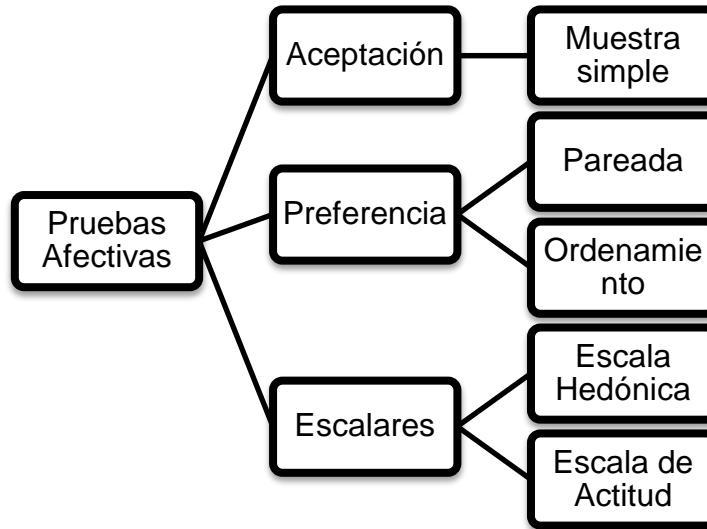 Pruebas
Afectivas
Aceptación
Muestra
simple
Preferencia
Pareada
Ordenamie
nto
Escalares
Escala
Hedónica
Escala de
Actitud